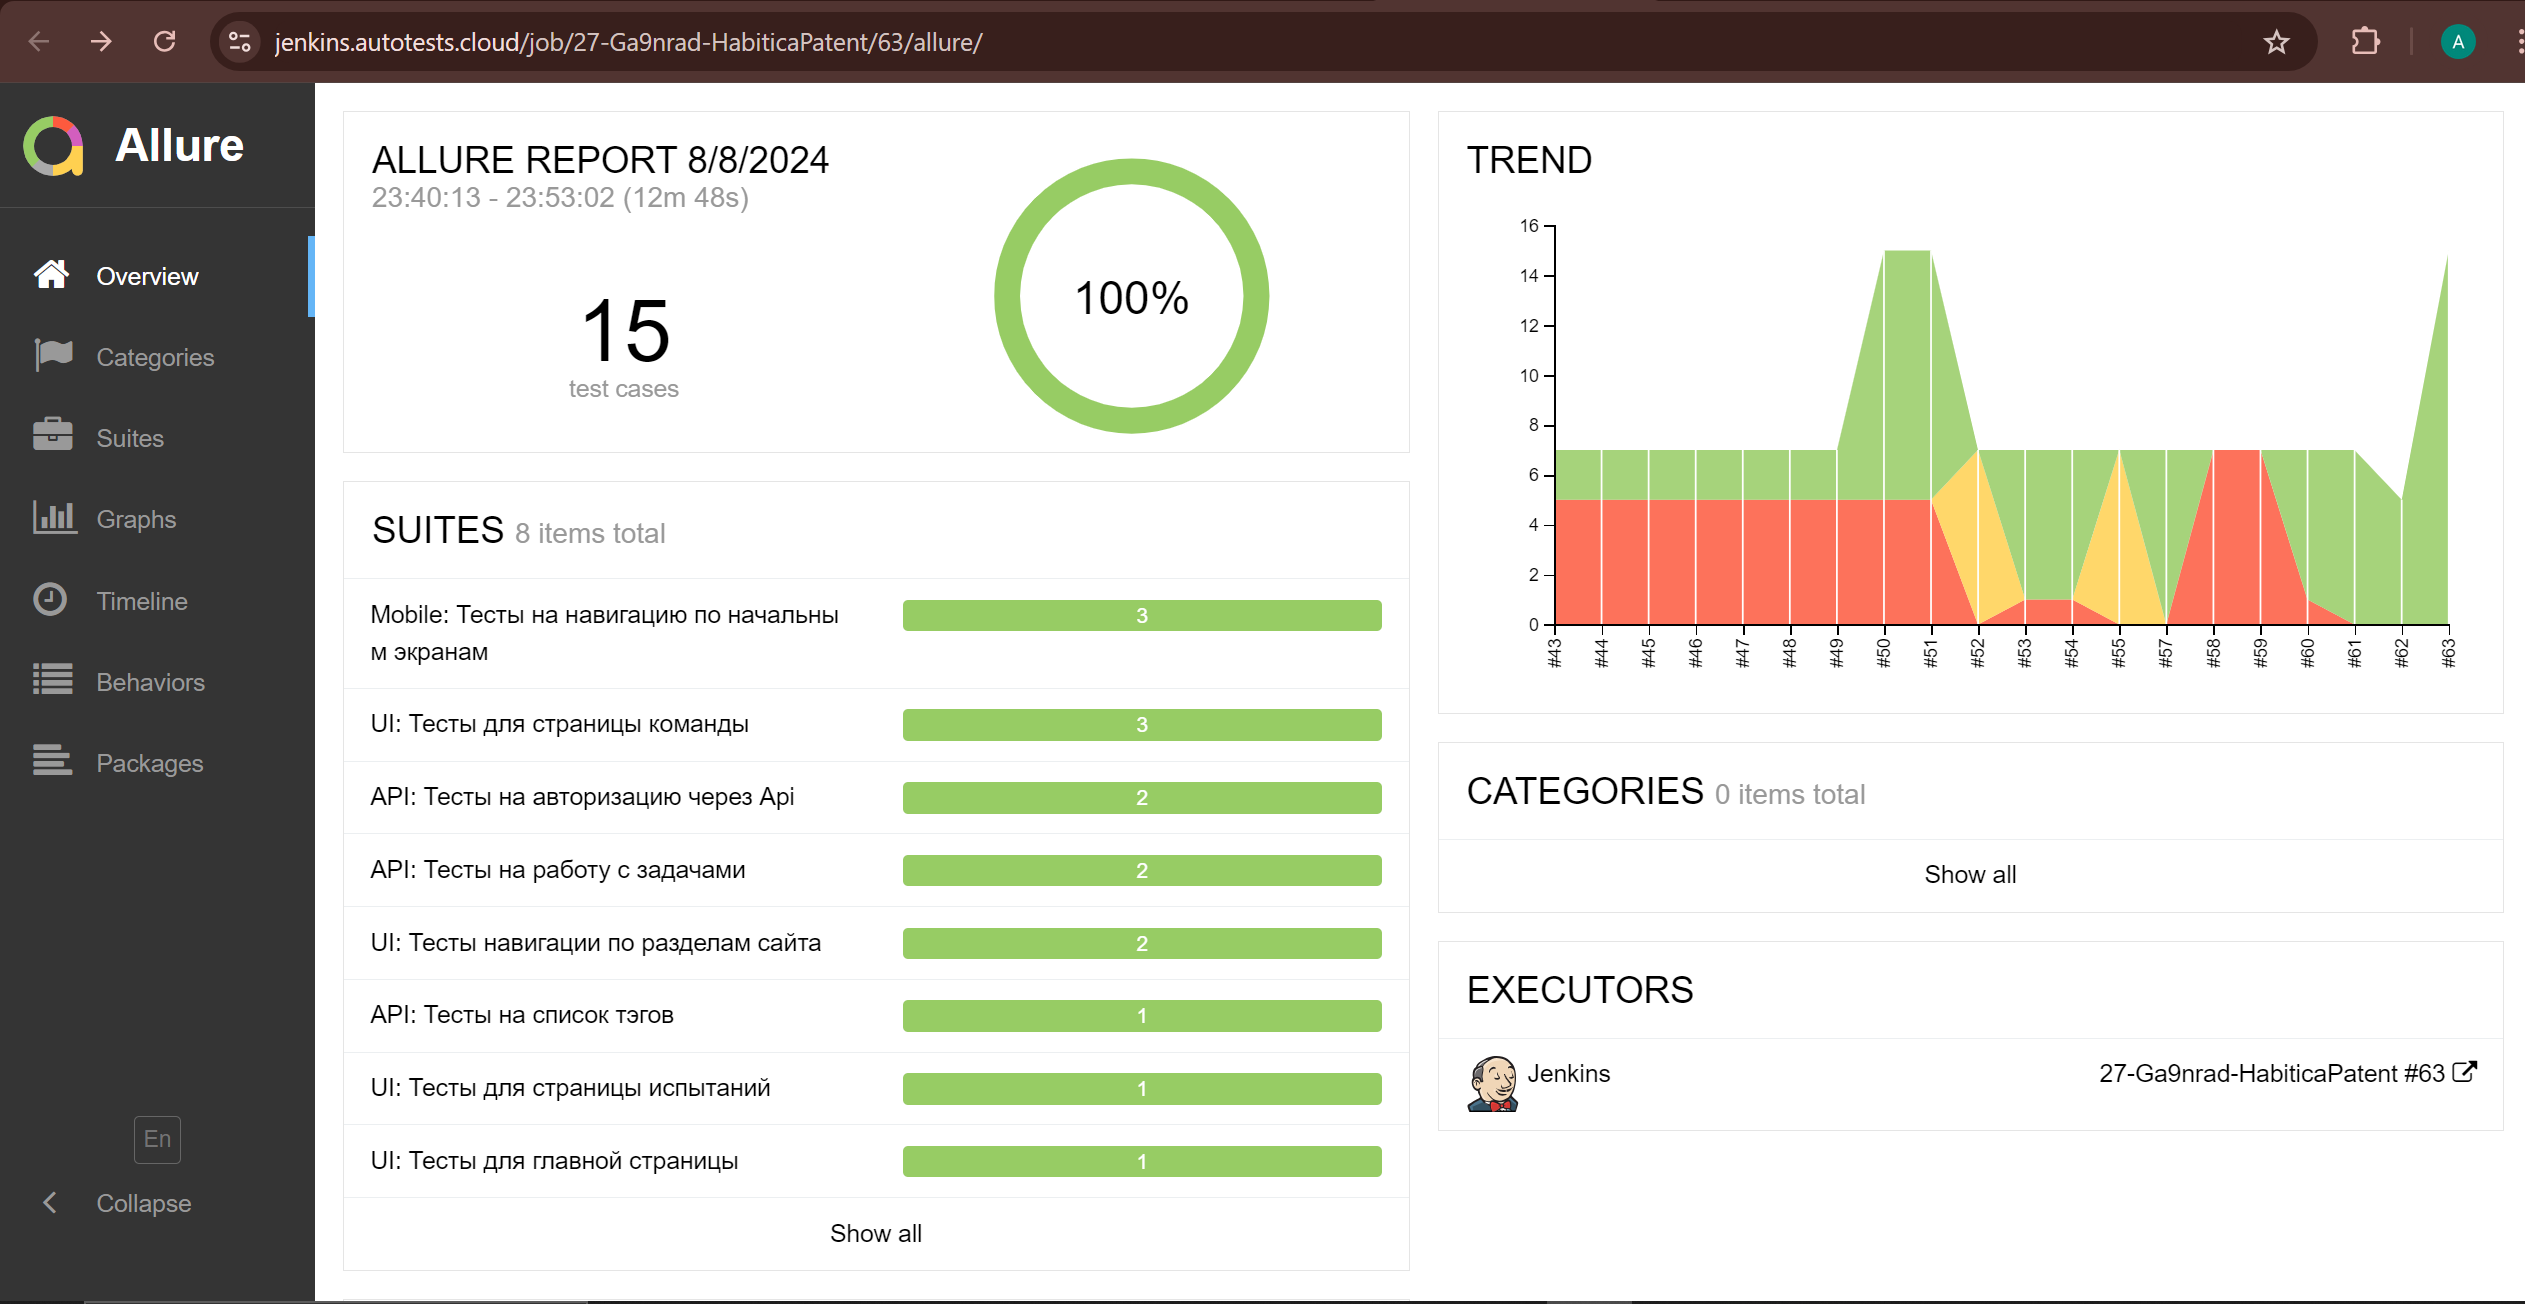 jenkins.autotests.cloud/job/27-Ga9nrad-HabiticaPatent/63/allure/
A
Allure
Overview
Categories
Suites
Graphs
Timeline
Behaviors
Packages
En
Collapse
ALLURE REPORT 8/8/2024
23:40:13 - 23:53:02 (12m 48s)
15
test cases
100%
SUITES 8 items total
Mobile: Тесты на навигацию по начальны
м экранам
3
UI: Тесты для страницы команды
3
API: Тесты на авторизацию через Api
2
API: Тесты на работу с задачами
2
UI: Тесты навигации по разделам сайта
2
API: Тесты на список тэгов
1
UI: Тесты для страницы испытаний
1
UI: Тесты для главной страницы
1
Show all
TREND
16
14
12
10
8
6
4
2
0
#43
#44
#45
#46
#47
#48
#49
#50
#51
#52
#53
#54
#55
#57
#58
#59
#60
#61
#62
#63
CATEGORIES 0 items total
Show all
EXECUTORS
Jenkins
27-Ga9nrad-HabiticaPatent #63